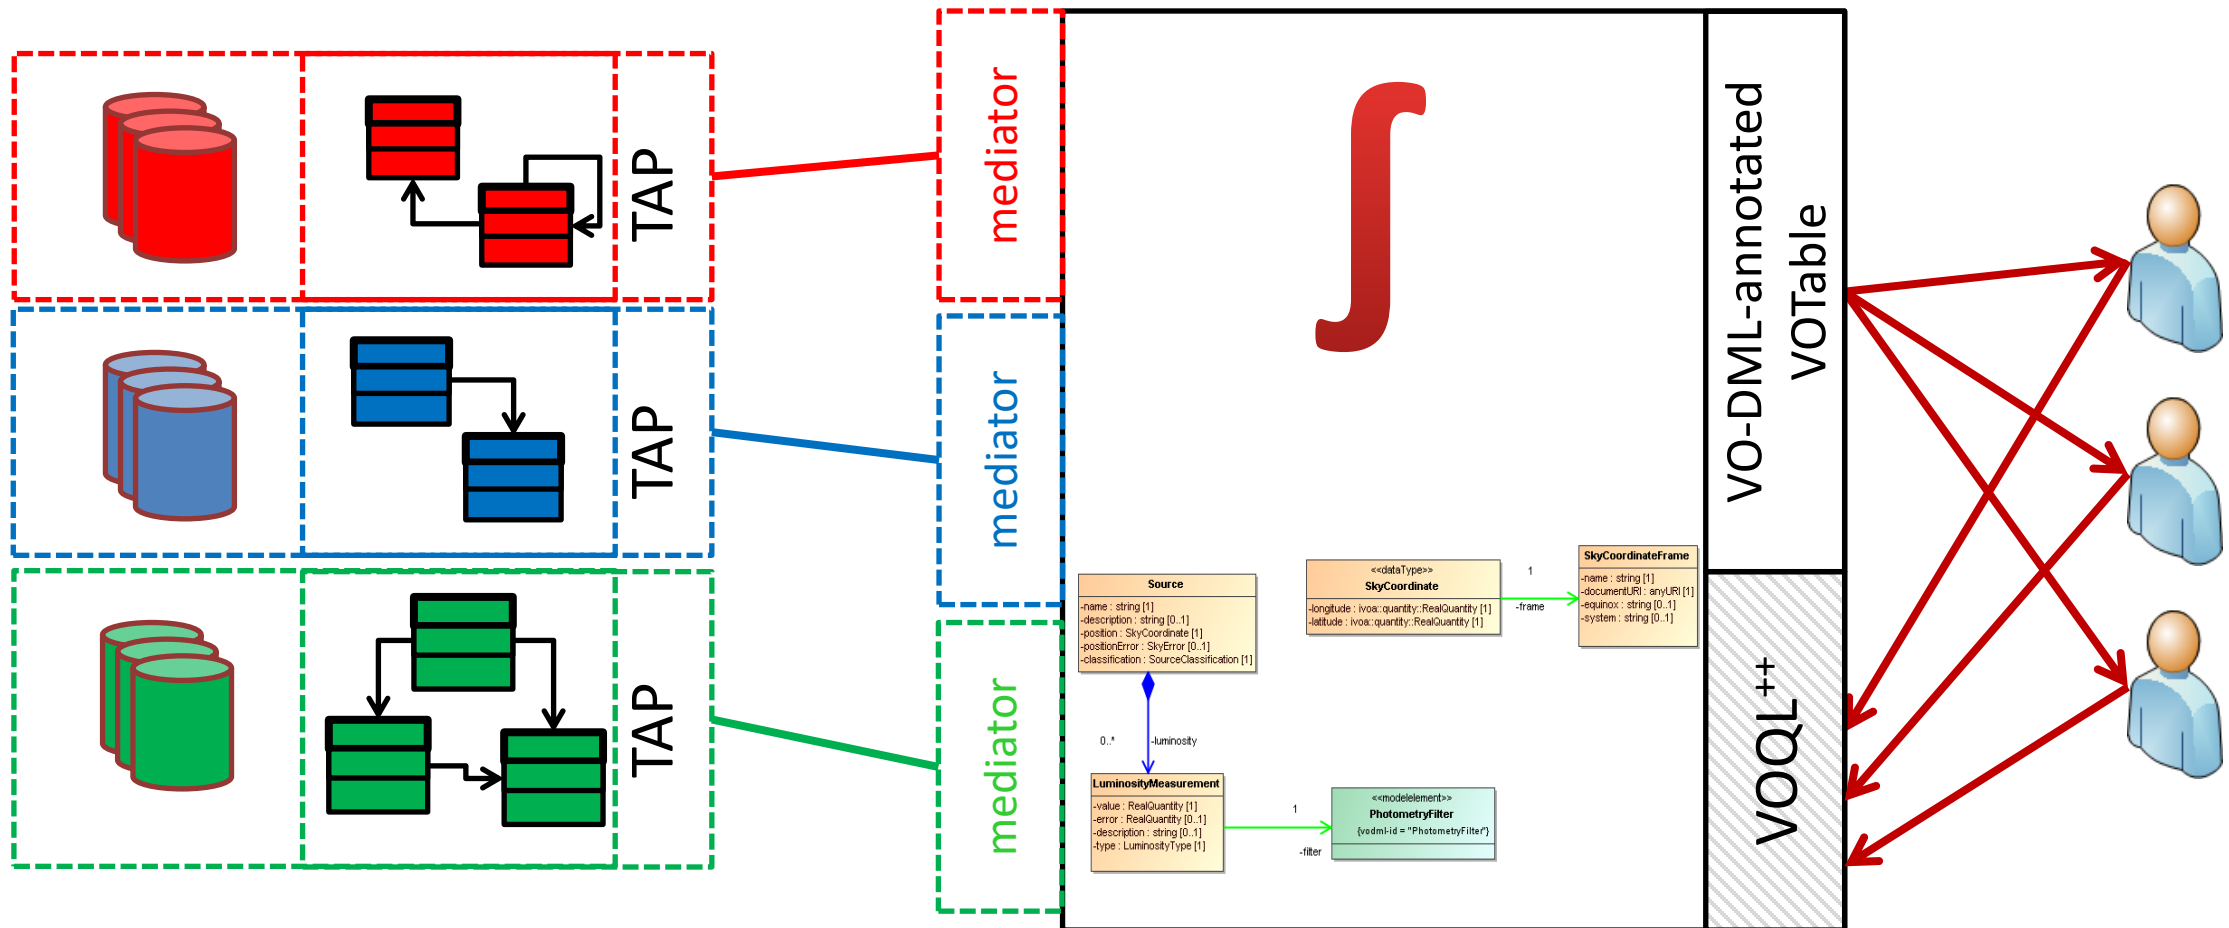 TAP
TAP
TAP
mediator
mediator
mediator
Source
-name : string [1]
-description : string [0..1]
-position : SkyCoordinate [1]
-positionError : SkyError [0..1]
-classification : SourceClassification [1]
0..*
-luminosity
LuminosityMeasurement
-value : RealQuantity [1]
-error : RealQuantity [0..1]
-description : string [0..1]
-type : LuminosityType [1]
<<dataType>>
SkyCoordinate
-longitude : ivoa::quantity::RealQuantity [1]
-latitude : ivoa::quantity::RealQuantity [1]
1
-frame
SkyCoordinateFrame
-name : string [1]
-documentURI : anyURI [1]
-equinox : string [0..1]
-system : string [0..1]
1
-filter
<<modelelement>>
PhotometryFilter
{vodml-id = "PhotometryFilter"}
VO-DML-annotated
VOTable
VOQL++